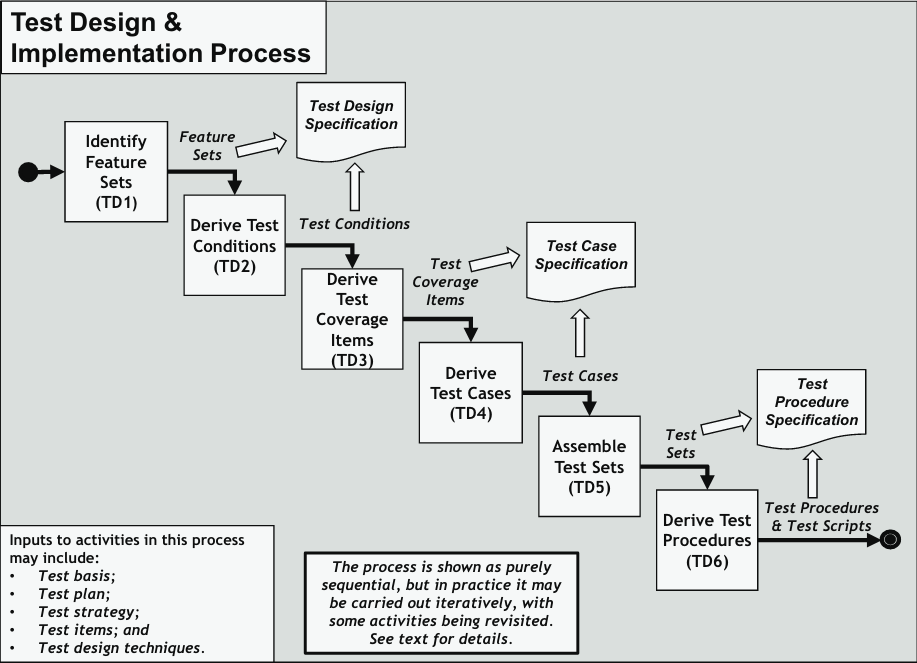 Test Design &
Implementation Process
Identify
Feature
Sets
(TD1)
Feature
Sets
Test Design
Specification
Derive Test
Conditions
(TD2)
Test Conditions
Derive
Test
Coverage
Items
(TD3)
Test
Coverage
Items
Test Case
Specification
Derive
Test Cases
(TD4)
Test Cases
Assemble
Test Sets
(TD5)
Test
Sets
Test
Procedure
Specification
Derive Test
Procedures
(TD6)
Test Procedures
& Test Scripts
Inputs to activities in this process
may include:
• Test basis;
• Test plan;
• Test strategy;
• Test items; and
• Test design techniques.
The process is shown as purely
sequential, but in practice it may
be carried out iteratively, with
some activities being revisited.
See text for details.